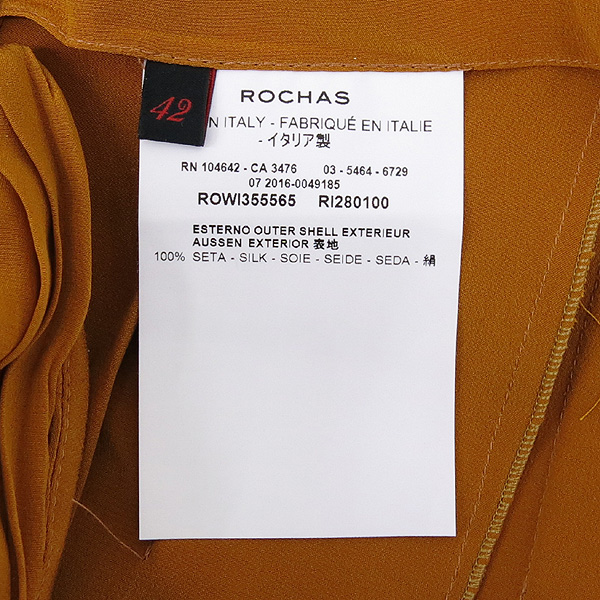 42
ROCHAS
N ITALY - FABRIQUÉ EN ITALIE
- イタリア製
RN 104642 - CA 3476 03 - 5464 - 6729
07 2016-0049185
ROWI355565 RI280100
ESTERNO OUTER SHELL EXTERIEUR
AUSSEN EXTERIOR 表地
100% SETA - SILK - SOIE - SEIDE - SEDA - 絹